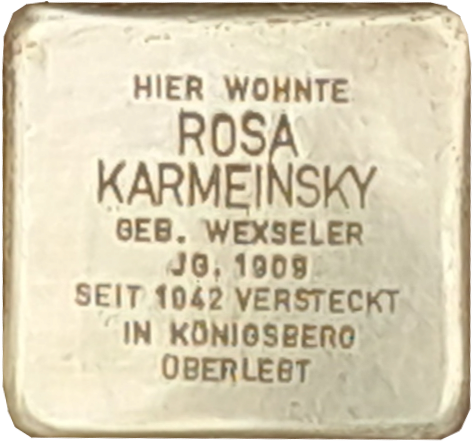 HIER WOHNTE
ROSA
KARMEINSKY
GEB. WEXSELER
JG. 1909
SEIT 1942 VERSTECKT
IN KÖNIGSBERG
ÜBERLEBT